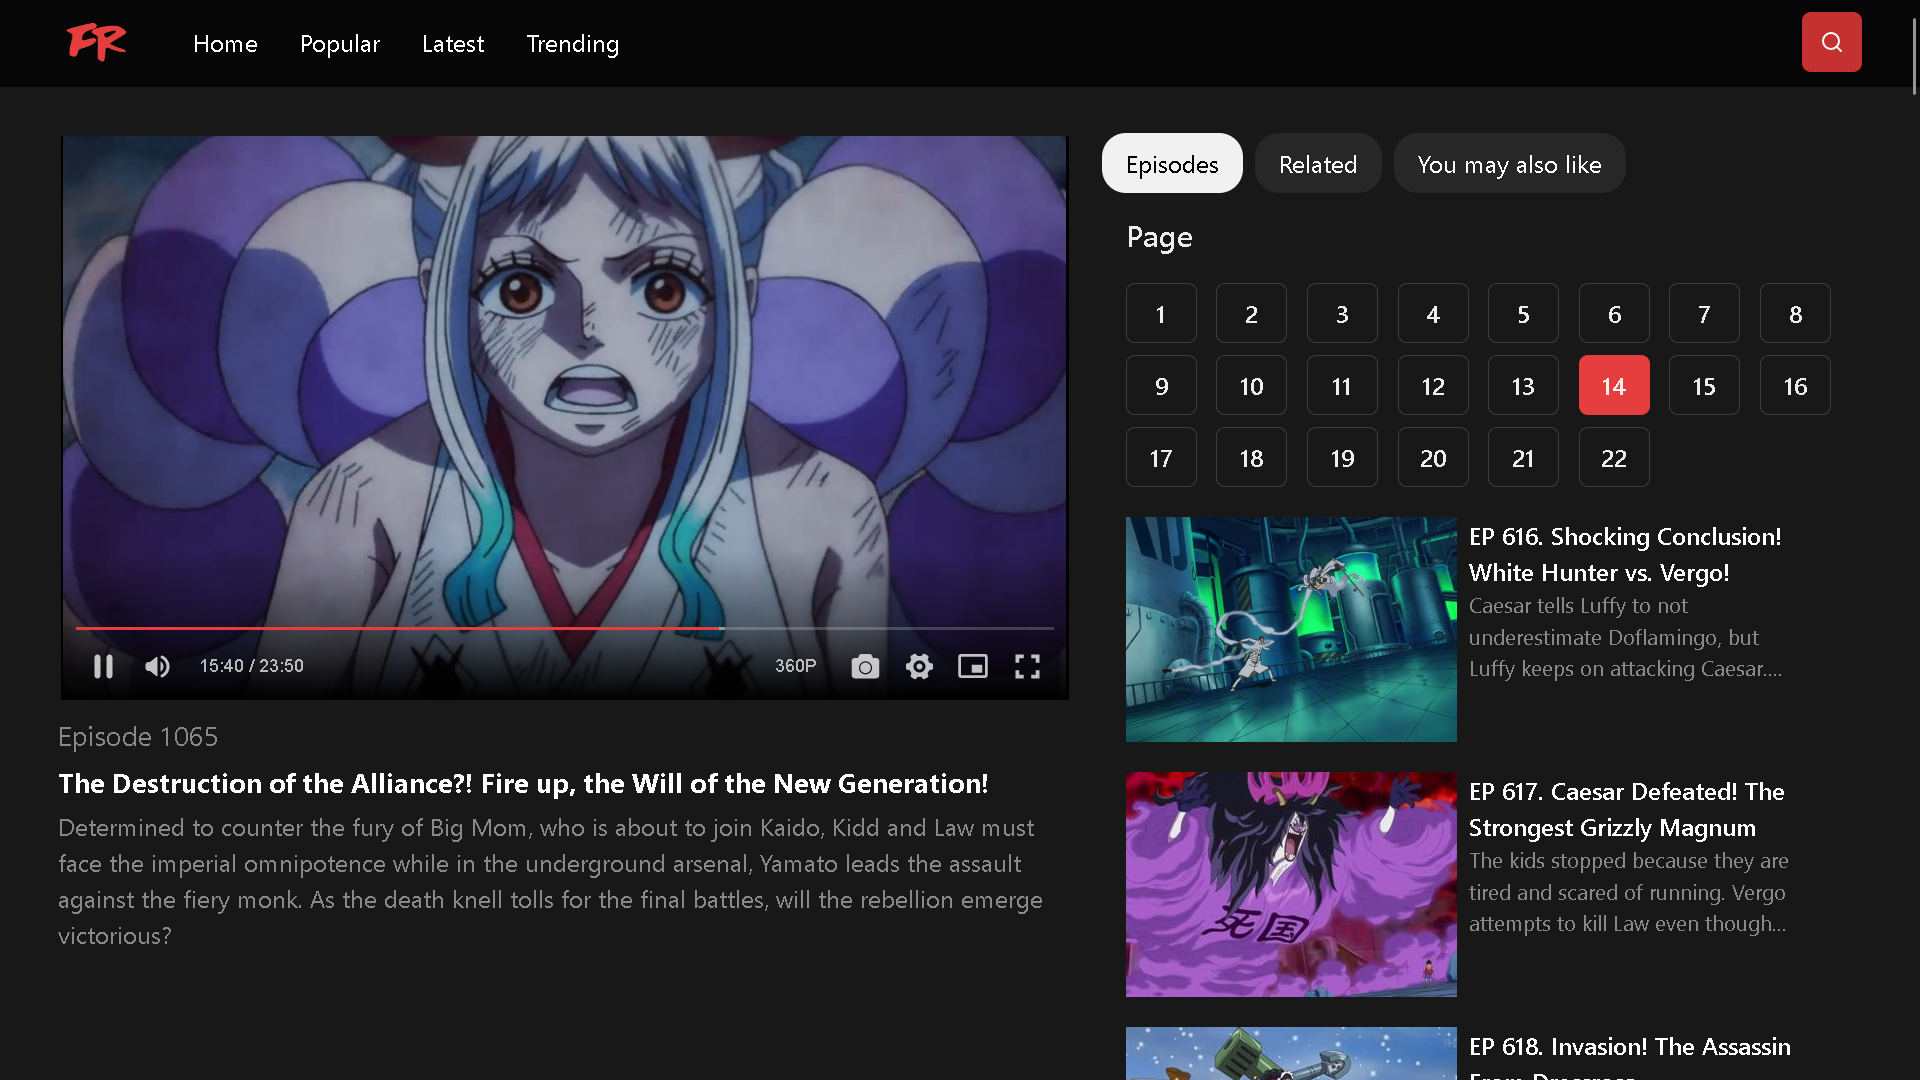 FR
Home
Popular
Latest
Trending
15:40 / 23:50
360P
Episode 1065
The Destruction of the Alliance?! Fire up, the Will of the New Generation!
Determined to counter the fury of Big Mom, who is about to join Kaido, Kidd and Law must
face the imperial omnipotence while in the underground arsenal, Yamato leads the assault
against the fiery monk. As the death knell tolls for the final battles, will the rebellion emerge
victorious?
Episodes
Related
You may also like
Page
1
2
3
4
5
6
7
8
9
10
11
12
13
14
15
16
17
18
19
20
21
22
EP 616. Shocking Conclusion!
White Hunter vs. Vergo!
Caesar tells Luffy to not
underestimate Doflamingo, but
Luffy keeps on attacking Caesar....
死国
EP 617. Caesar Defeated! The
Strongest Grizzly Magnum
The kids stopped because they are
tired and scared of running. Vergo
attempts to kill Law even though...
EP 618. Invasion! The Assassin